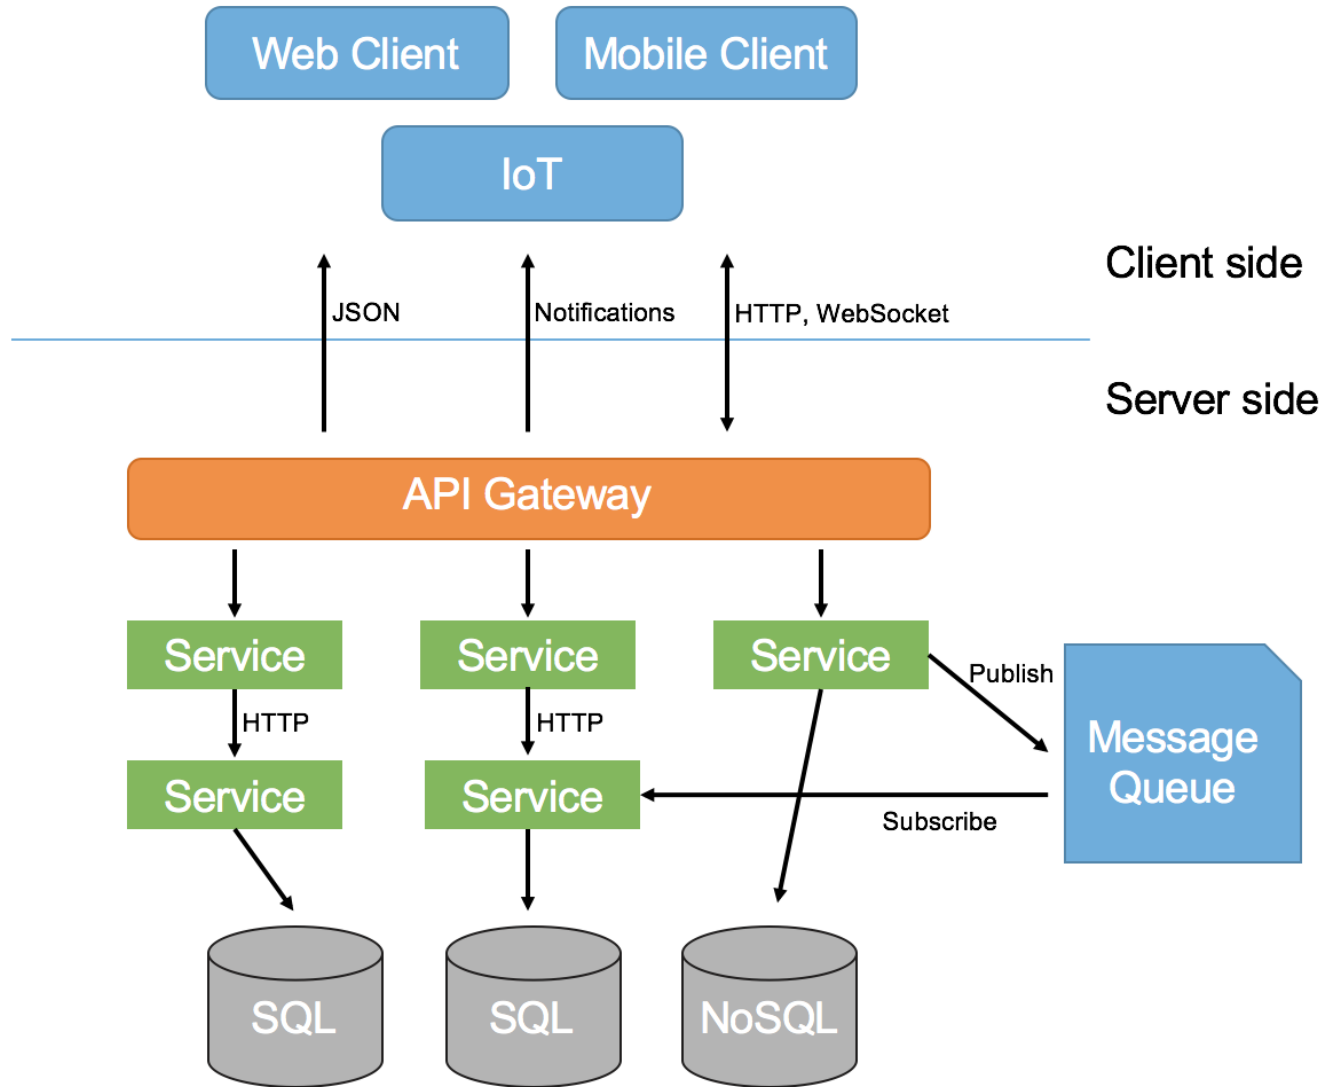 Web Client
Mobile Client
IoT
Client side
JSON
Notifications
HTTP, WebSocket
Server side
API Gateway
Service
Service
Service
Publish
HTTP
HTTP
Message
Queue
Service
Service
Subscribe
SQL
SQL
NoSQL